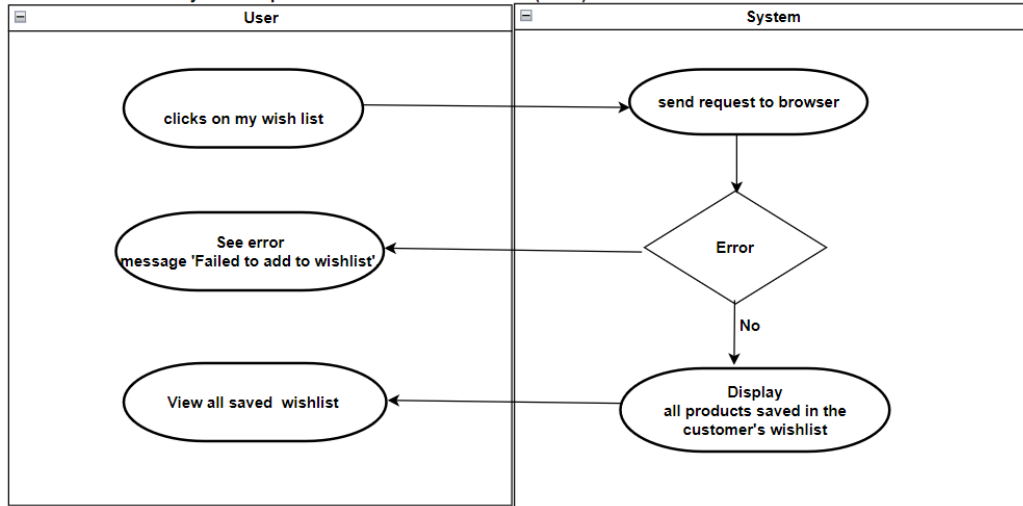 User
System
clicks on my wish list
send request to browser
See error
message 'Failed to add to wishlist'
Error
No
View all saved wishlist
Display
all products saved in the
customer's wishlist